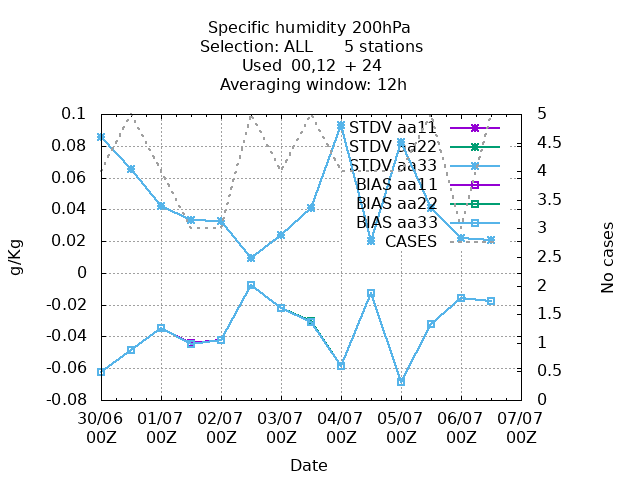 Specific humidity 200hPa
Selection: ALL 5 stations
Used 00,12 + 24
Averaging window: 12h
0.1
0.08
0.06
0.04
0.02
0
-0.02
-0.04
-0.06
-0.08
g/Kg
STDV aa11
STDV aa22
STDV aa33
BIAS aa11
BIAS aa22
BIAS aa33
CASES
5
4.5
4
3.5
3
2.5
2
1.5
1
0.5
0
No cases
30/06 01/07 02/07 03/07 04/07 05/07 06/07 07/07
00Z 00Z 00Z 00Z 00Z 00Z 00Z 00Z
Date